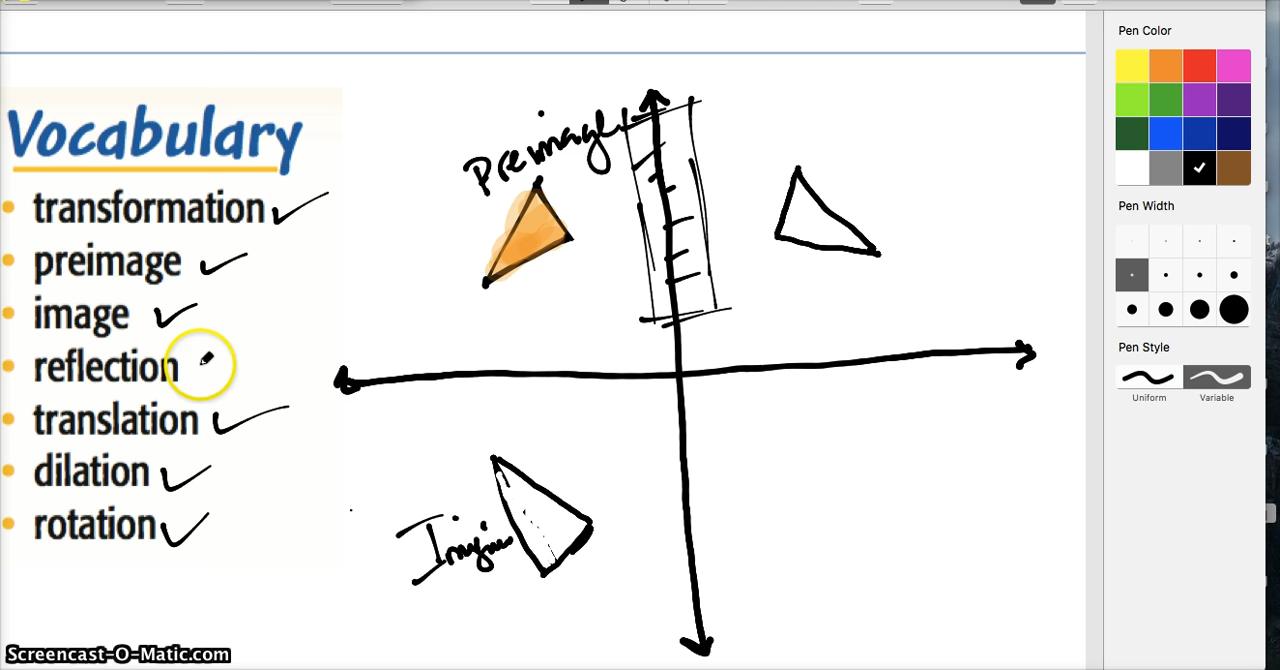 Vocabulary
• transformation
• preimage
• image
• reflection
• translation
• dilation
• rotation
Preimage
Pen Color
Pen Width
Pen Style
Uniform Variable
Screencast-O-Matic.com